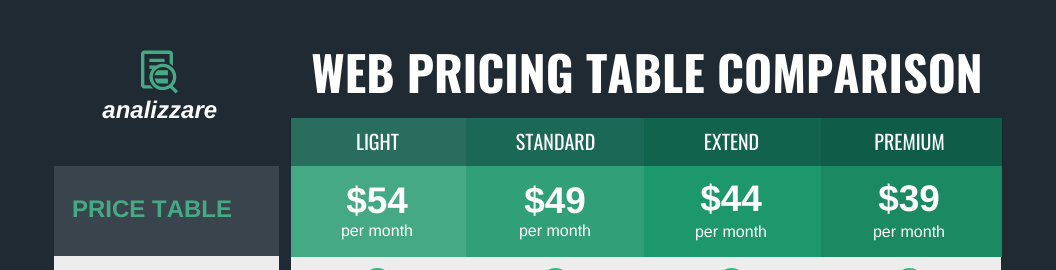 analizzare
WEB PRICING TABLE COMPARISON
LIGHT STANDARD EXTEND PREMIUM
PRICE TABLE
$54 $49 $44 $39
per month per month per month per month